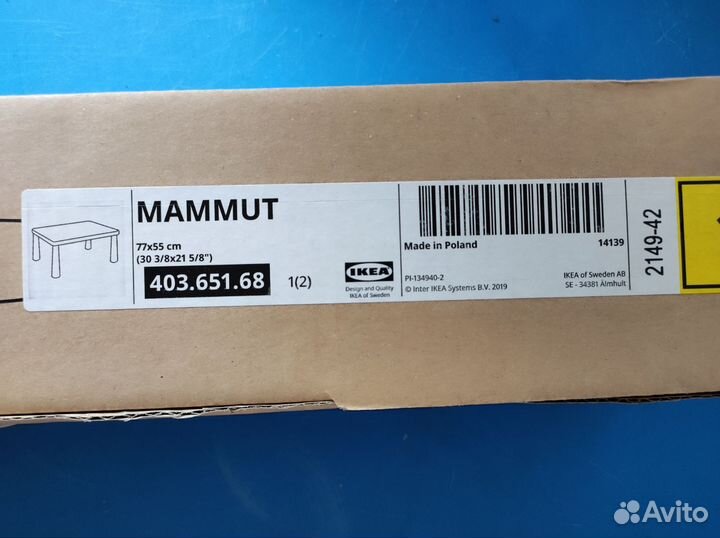 MAMMUT
77x55 cm
(30 3/8x21 5/8")
403.651.68
1(2)
IKEA
Design and Quality
IKEA of Sweden
Made in Poland
14139
PI-134940-2
© Inter IKEA Systems B.V. 2019
IKEA of Sweden AB
SE - 34381 Älmhult
2149-42
Avito